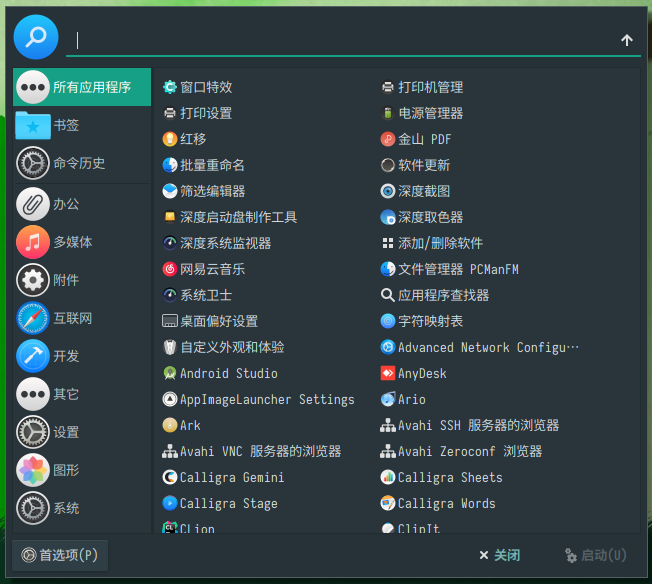 所有应用程序
书签
命令历史
办公
多媒体
附件
互联网
开发
其它
设置
图形
系统
窗口特效 打印机管理
打印设置 电源管理器
红移 金山 PDF
批量重命名 软件更新
筛选编辑器 深度截图
深度启动盘制作工具 深度取色器
深度系统监视器 添加/删除软件
网易云音乐 文件管理器 PCManFM
系统卫士 应用程序查找器
桌面偏好设置 字符映射表
自定义外观和体验 Advanced Network Configu…
Android Studio AnyDesk
AppImageLauncher Settings Ario
Ark Avahi SSH 服务器的浏览器
Avahi VNC 服务器的浏览器 Avahi Zeroconf 浏览器
Calligra Gemini Calligra Sheets
Calligra Stage Calligra Words
CLion ClipIt
首选项(P) 关闭 启动(U)